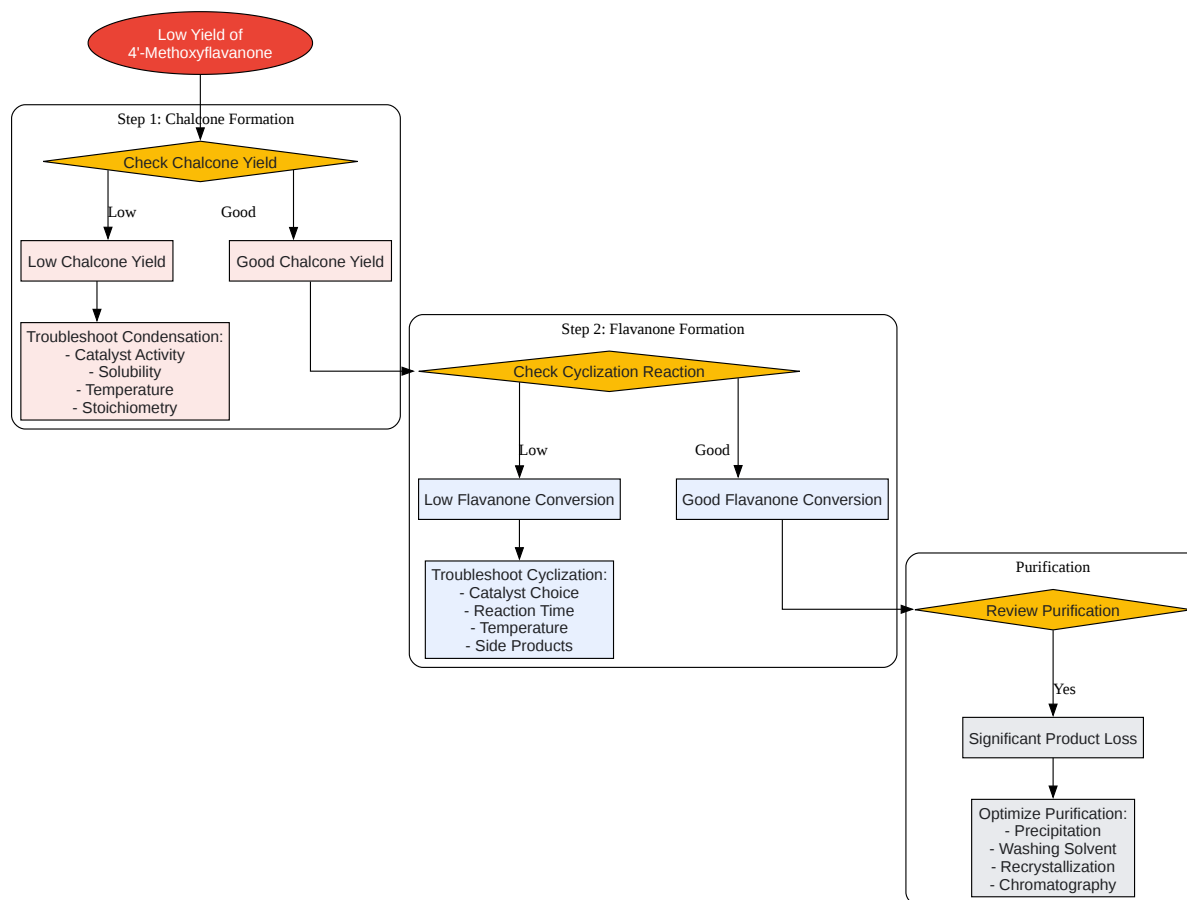 Low Yield of
4'-Methoxyflavanone
Step 1: Chalcone Formation
Check Chalcone Yield
Low
Good
Low Chalcone Yield
Good Chalcone Yield
Troubleshoot Condensation:
- Catalyst Activity
- Solubility
- Temperature
- Stoichiometry
Step 2: Flavanone Formation
Check Cyclization Reaction
Low
Good
Low Flavanone Conversion
Good Flavanone Conversion
Troubleshoot Cyclization:
- Catalyst Choice
- Reaction Time
- Temperature
- Side Products
Purification
Review Purification
Yes
Significant Product Loss
Optimize Purification:
- Precipitation
- Washing Solvent
- Recrystallization
- Chromatography